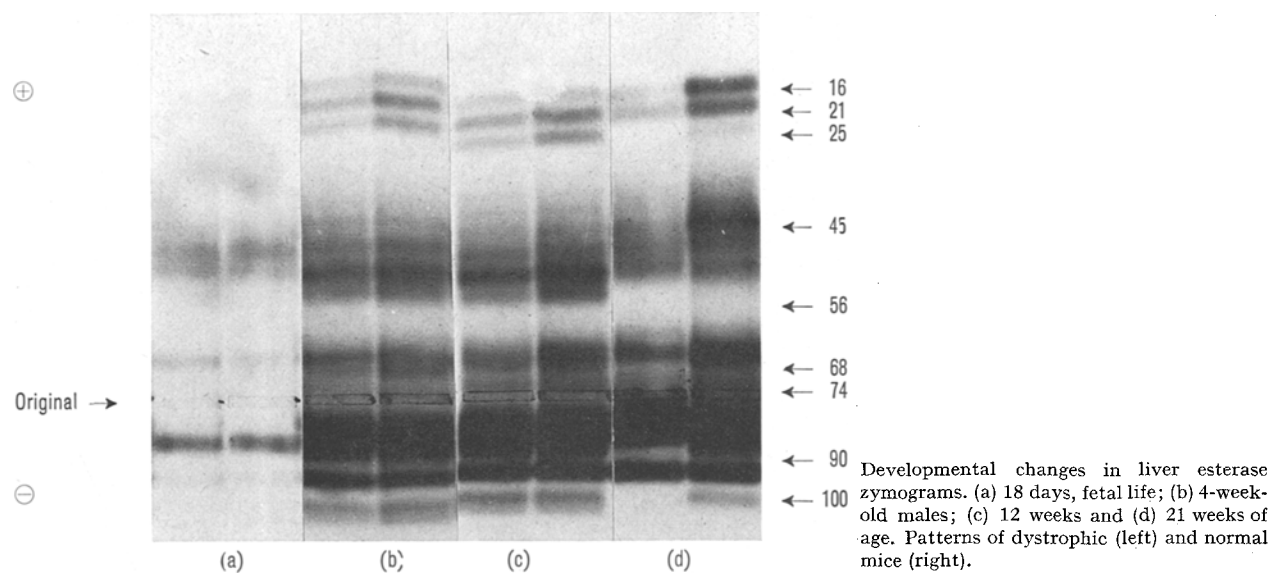 ⊕
16
21
25
45
56
68
74
Original
90
⊖
100
(a)
(b)
(c)
(d)
Developmental changes in liver esterase
zymograms. (a) 18 days, fetal life; (b) 4-week-
old males; (c) 12 weeks and (d) 21 weeks of
age. Patterns of dystrophic (left) and normal
mice (right).